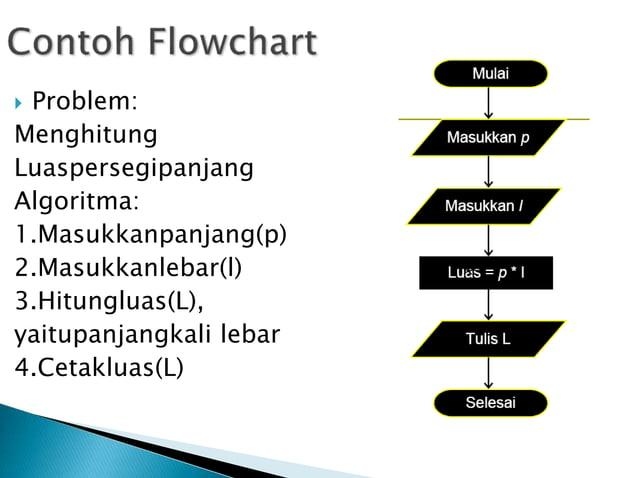 Contoh Flowchart
Problem:
Menghitung
Luaspersegipanjang
Algoritma:
1.Masukkanpanjang(p)
2.Masukkanlebar(l)
3.Hitungluas(L),
yaitupanjangkali lebar
4.Cetakluas(L)
Mulai
Masukkan p
Masukkan l
Luas = p * l
Tulis L
Selesai